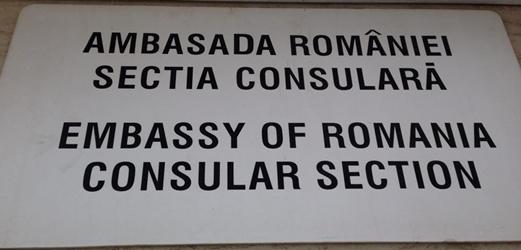 AMBASADA ROMÂNIEI
SECTIA CONSULARĂ
EMBASSY OF ROMANIA
CONSULAR SECTION